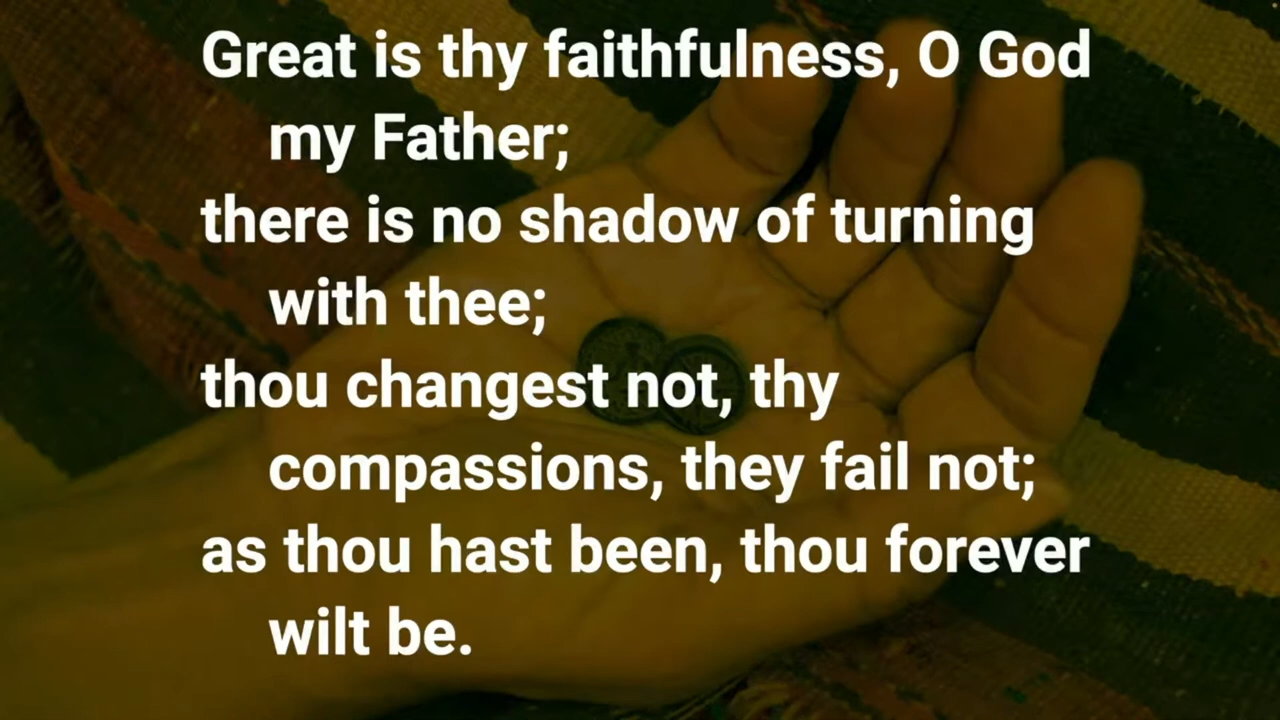 Great is thy faithfulness, O God
my Father;
there is no shadow of turning
with thee;
thou changest not, thy
compassions, they fail not;
as thou hast been, thou forever
wilt be.